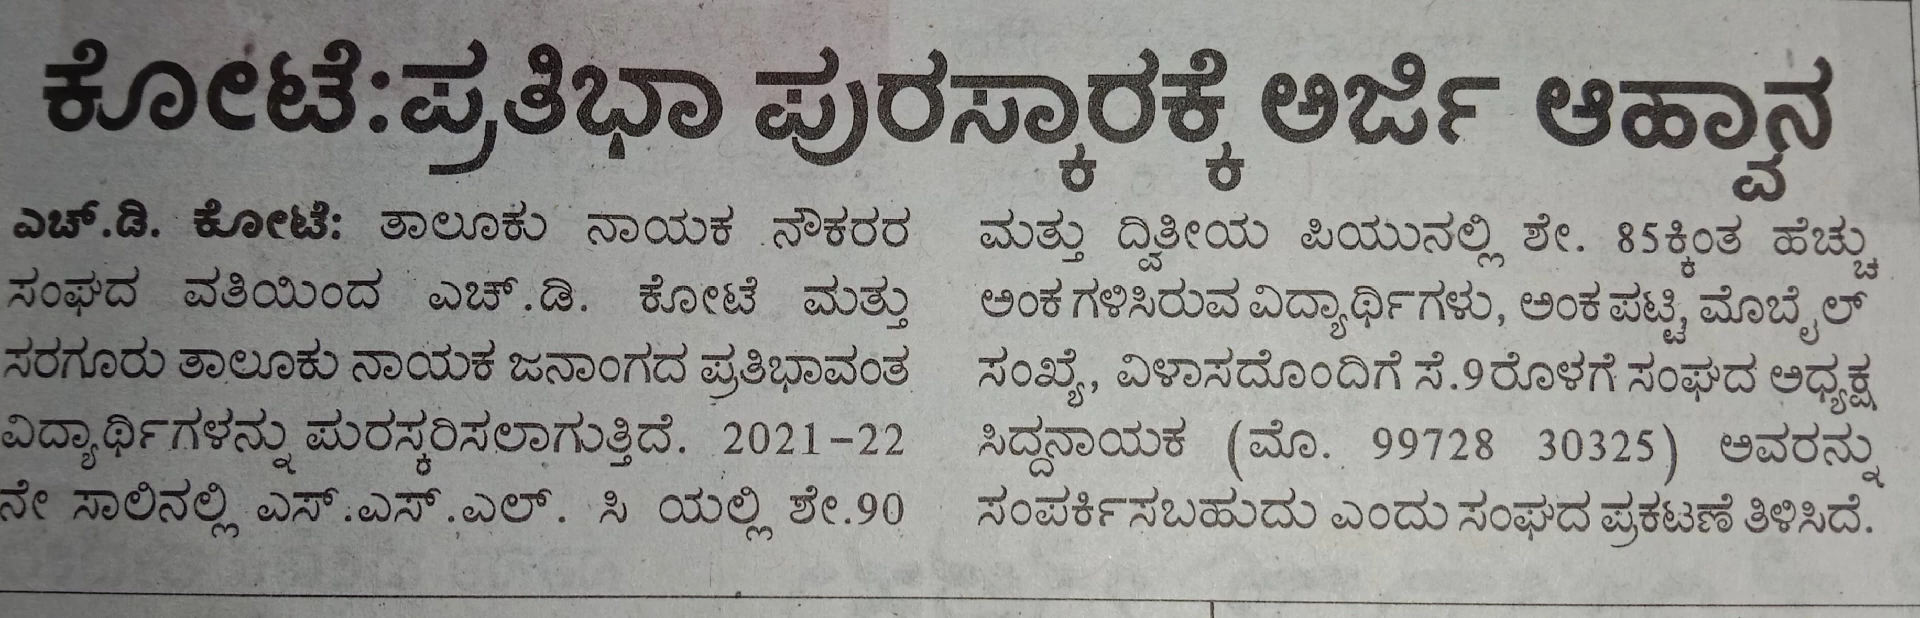 ಕೋಟೆ:ಪ್ರತಿಭಾ ಪುರಸ್ಕಾರಕ್ಕೆ ಅರ್ಜಿ ಆಹ್ವಾನ
ಎಚ್.ಡಿ. ಕೋಟೆ: ತಾಲೂಕು ನಾಯಕ ನೌಕರರ
ಸಂಘದ ವತಿಯಿಂದ ಎಚ್.ಡಿ. ಕೋಟೆ ಮತ್ತು
ಸರಗೂರು ತಾಲೂಕು ನಾಯಕ ಜನಾಂಗದ ಪ್ರತಿಭಾವಂತ
ವಿದ್ಯಾರ್ಥಿಗಳನ್ನು ಪುರಸ್ಕರಿಸಲಾಗುತ್ತಿದೆ. 2021-22
ನೇ ಸಾಲಿನಲ್ಲಿ ಎಸ್.ಎಸ್.ಎಲ್. ಸಿ ಯಲ್ಲಿ ಶೇ.90
ಮತ್ತು ದ್ವಿತೀಯ ಪಿಯುನಲ್ಲಿ ಶೇ. 85ಕ್ಕಿಂತ ಹೆಚ್ಚು
ಅಂಕ ಗಳಿಸಿರುವ ವಿದ್ಯಾರ್ಥಿಗಳು, ಅಂಕಪಟ್ಟಿ, ಮೊಬೈಲ್
ಸಂಖ್ಯೆ, ವಿಳಾಸದೊಂದಿಗೆ ಸೆ.9ರೊಳಗೆ ಸಂಘದ ಅಧ್ಯಕ್ಷ
ಸಿದ್ದನಾಯಕ (ಮೊ. 99728 30325) ಅವರನ್ನು
ಸಂಪರ್ಕಿಸಬಹುದು ಎಂದು ಸಂಘದ ಪ್ರಕಟಣೆ ತಿಳಿಸಿದೆ.